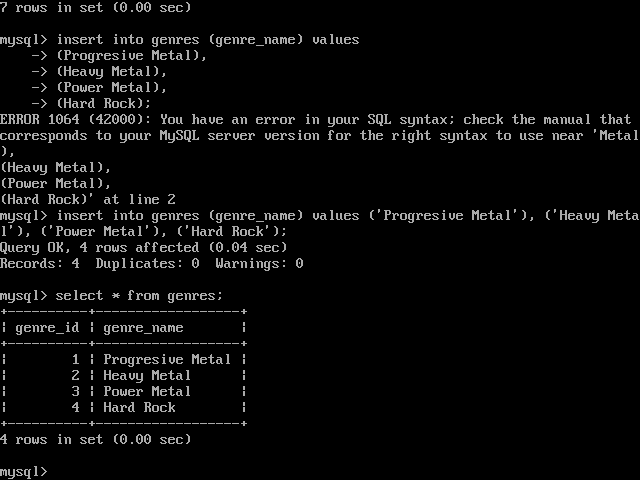 7 rows in set (0.00 sec)

mysql> insert into genres (genre_name) values
    -> (Progresive Metal),
    -> (Heavy Metal),
    -> (Power Metal),
    -> (Hard Rock);
ERROR 1064 (42000): You have an error in your SQL syntax; check the manual that
corresponds to your MySQL server version for the right syntax to use near 'Metal
),
(Heavy Metal),
(Power Metal),
(Hard Rock)' at line 2
mysql> insert into genres (genre_name) values ('Progresive Metal'), ('Heavy Meta
l'), ('Power Metal'), ('Hard Rock');
Query OK, 4 rows affected (0.04 sec)
Records: 4  Duplicates: 0  Warnings: 0

mysql> select * from genres;
+----------+------------------+
| genre_id | genre_name       |
+----------+------------------+
|        1 | Progresive Metal |
|        2 | Heavy Metal      |
|        3 | Power Metal      |
|        4 | Hard Rock        |
+----------+------------------+
4 rows in set (0.00 sec)

mysql>